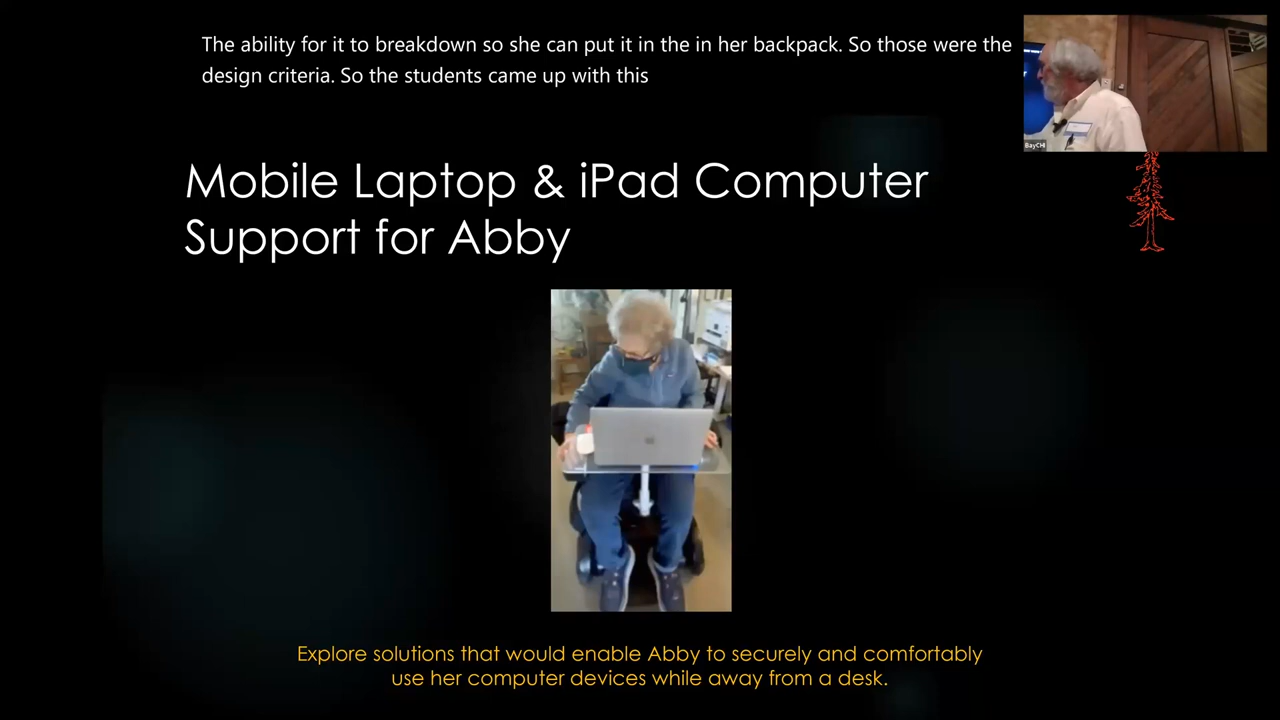 The ability for it to breakdown so she can put it in the in her backpack. So those were the
design criteria. So the students came up with this
BayCHI
Mobile Laptop & iPad Computer
Support for Abby
Explore solutions that would enable Abby to securely and comfortably
use her computer devices while away from a desk.